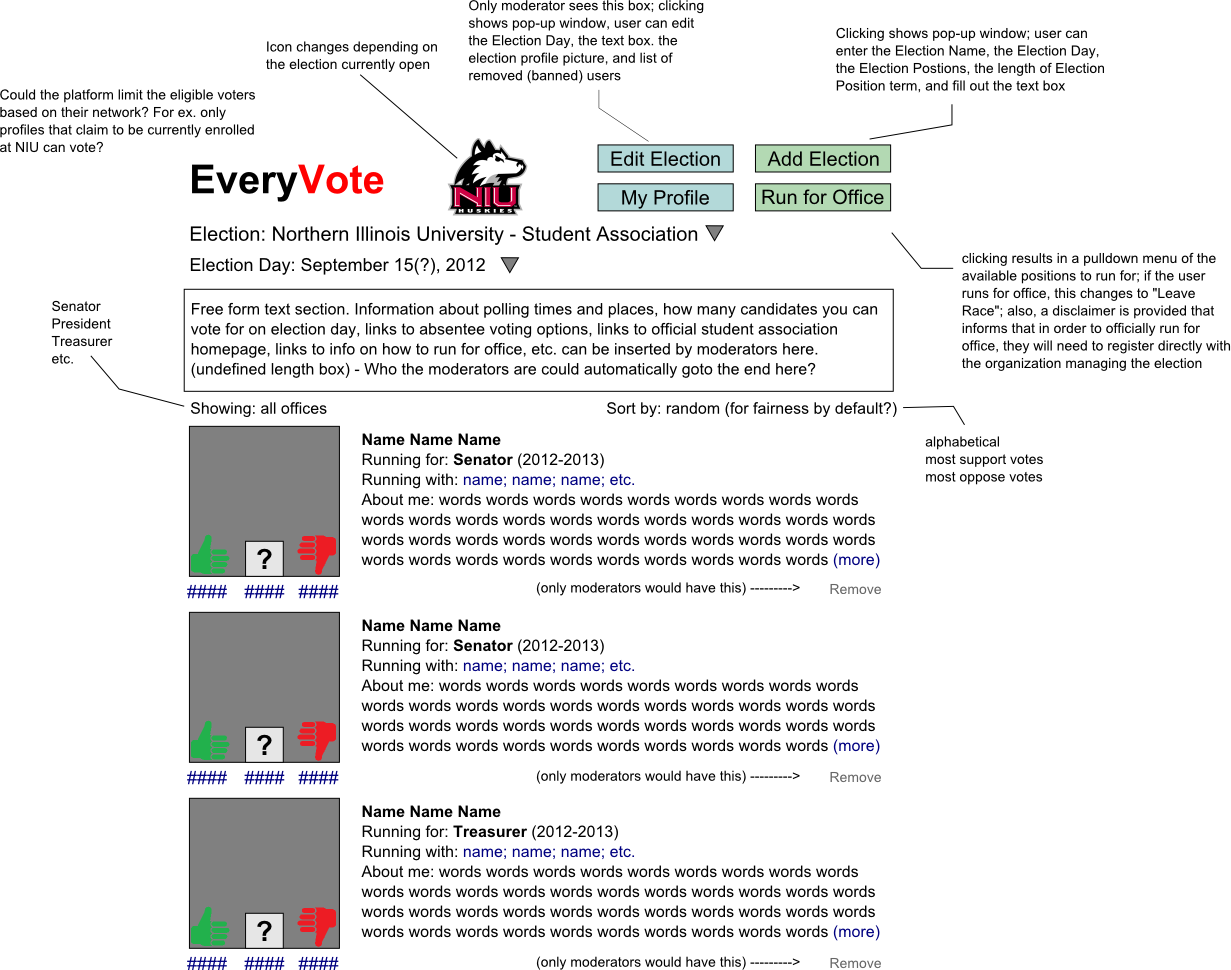 Only moderator sees this box; clicking
shows pop-up window, user can edit
the Election Day, the text box. the
election profile picture, and list of
removed (banned) users
Clicking shows pop-up window; user can
enter the Election Name, the Election Day,
the Election Postions, the length of Election
Position term, and fill out the text box
Icon changes depending on
the election currently open
Could the platform limit the eligible voters
based on their network? For ex. only
profiles that claim to be currently enrolled
at NIU can vote?
EveryVote
NIU
HUSKIES
Edit Election
Add Election
My Profile
Run for Office
Election: Northern Illinois University - Student Association
Election Day: September 15(?), 2012
clicking results in a pulldown menu of the
available positions to run for; if the user
runs for office, this changes to "Leave
Race"; also, a disclaimer is provided that
informs that in order to officially run for
office, they will need to register directly with
the organization managing the election
Senator
President
Treasurer
etc.
Free form text section. Information about polling times and places, how many candidates you can
vote for on election day, links to absentee voting options, links to official student association
homepage, links to info on how to run for office, etc. can be inserted by moderators here.
(undefined length box) - Who the moderators are could automatically goto the end here?
Showing: all offices
Sort by: random (for fairness by default?)
alphabetical
most support votes
most oppose votes
Name Name Name
Running for: Senator (2012-2013)
Running with: name; name; name; etc.
About me: words words words words words words words words words
words words words words words words words words words words words
words words words words words words words words words words words
words words words words words words words words words words (more)
?
#### #### ####
(only moderators would have this) --------->
Remove
Name Name Name
Running for: Senator (2012-2013)
Running with: name; name; name; etc.
About me: words words words words words words words words words
words words words words words words words words words words words
words words words words words words words words words words words
words words words words words words words words words words (more)
?
#### #### ####
(only moderators would have this) --------->
Remove
Name Name Name
Running for: Treasurer (2012-2013)
Running with: name; name; name; etc.
About me: words words words words words words words words words
words words words words words words words words words words words
words words words words words words words words words words words
words words words words words words words words words words (more)
?
#### #### ####
(only moderators would have this) --------->
Remove